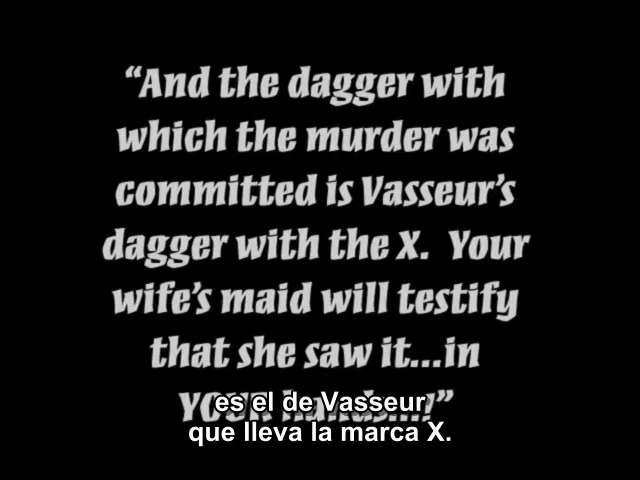 “And the dagger with
which the murder was
committed is Vasseur’s
dagger with the X. Your
wife’s maid will testify
that she saw it...in
YOUR hands...!”
es el de Vasseur
que lleva la marca X.